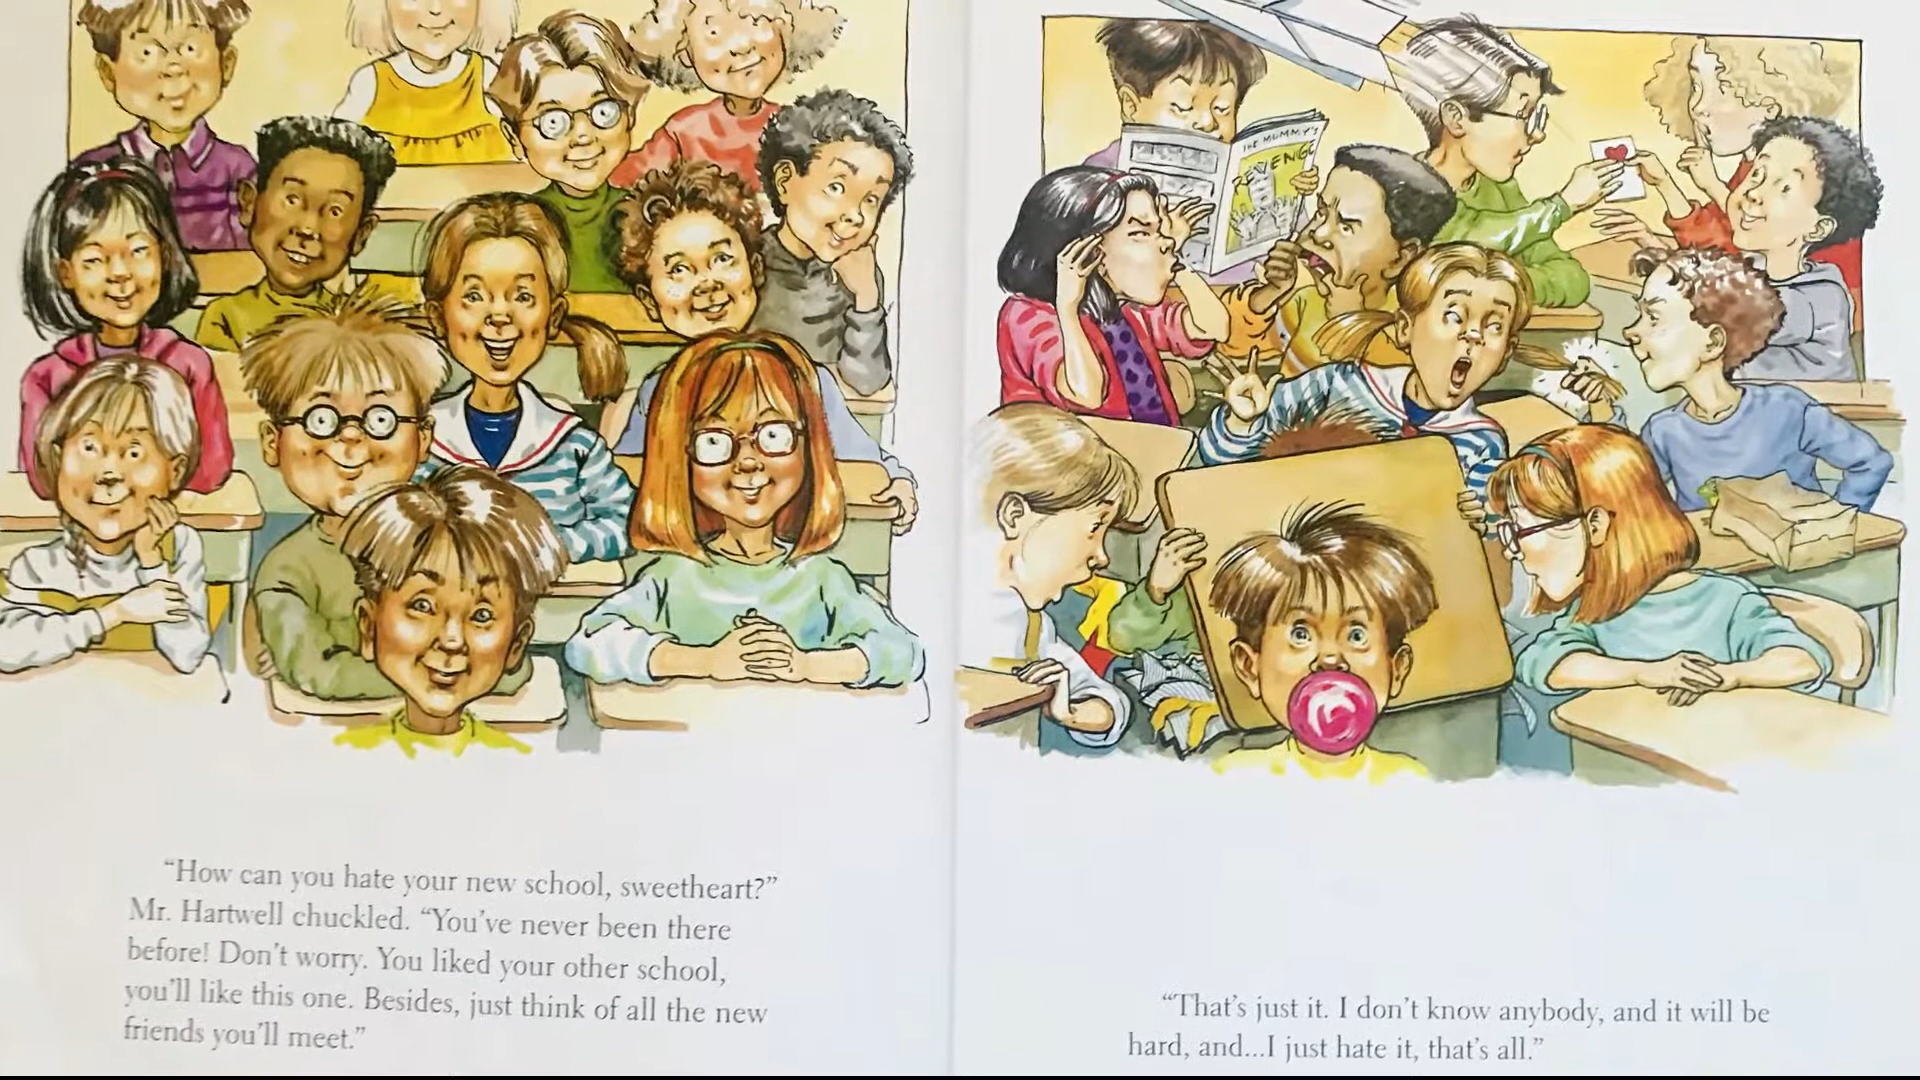 THE MUMMY'S
REVENGE
“How can you hate your new school, sweetheart?”
Mr. Hartwell chuckled. “You've never been there
before! Don't worry. You liked your other school,
you'll like this one. Besides, just think of all the new
friends you'll meet.”
“That's just it. I don't know anybody, and it will be
hard, and...I just hate it, that's all.”